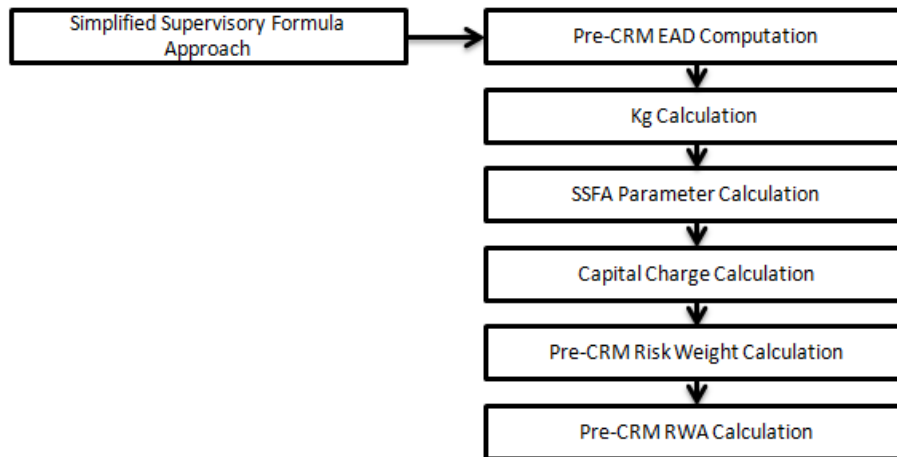 Simplified Supervisory Formula
Approach
Pre-CRM EAD Computation
Kg Calculation
SSFA Parameter Calculation
Capital Charge Calculation
Pre-CRM Risk Weight Calculation
Pre-CRM RWA Calculation